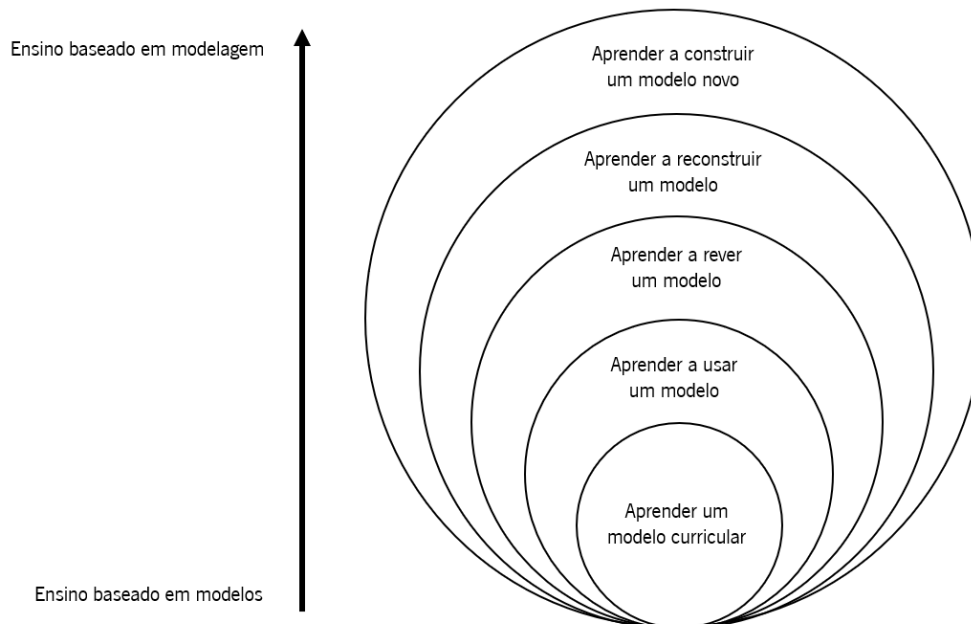 Ensino baseado em modelagem
Aprender a construir
um modelo novo
Aprender a reconstruir
um modelo
Aprender a rever
um modelo
Aprender a usar
um modelo
Aprender um
modelo curricular
Ensino baseado em modelos